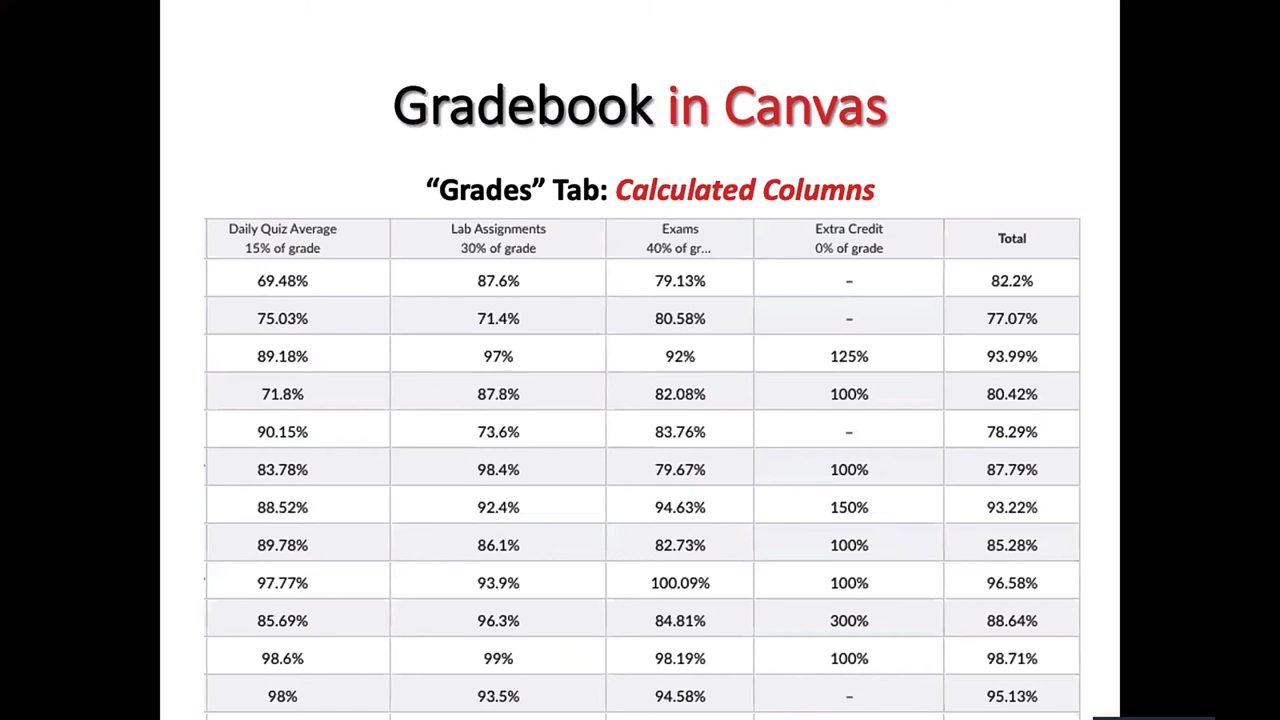 Gradebook in Canvas
“Grades” Tab: Calculated Columns
Daily Quiz Average Lab Assignments Exams Extra Credit Total
15% of grade 30% of grade 40% of gr... 0% of grade
69.48% 87.6% 79.13% – 82.2%
75.03% 71.4% 80.58% – 77.07%
89.18% 97% 92% 125% 93.99%
71.8% 87.8% 82.08% 100% 80.42%
90.15% 73.6% 83.76% – 78.29%
83.78% 98.4% 79.67% 100% 87.79%
88.52% 92.4% 94.63% 150% 93.22%
89.78% 86.1% 82.73% 100% 85.28%
97.77% 93.9% 100.09% 100% 96.58%
85.69% 96.3% 84.81% 300% 88.64%
98.6% 99% 98.19% 100% 98.71%
98% 93.5% 94.58% – 95.13%